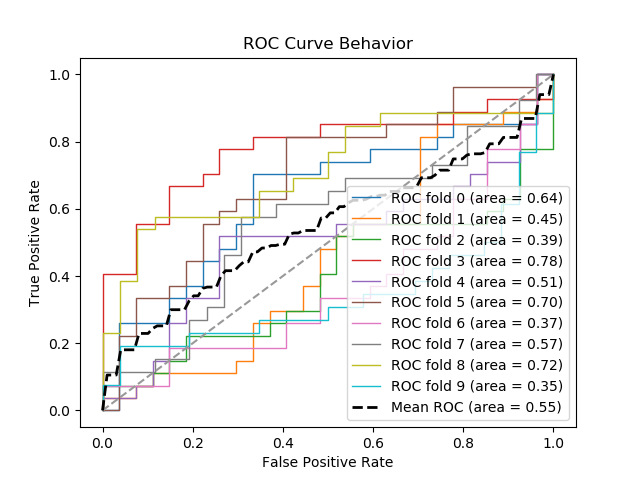 ROC Curve Behavior
True Positive Rate
1.0
0.8
0.6
0.4
0.2
0.0
ROC fold 0 (area = 0.64)
ROC fold 1 (area = 0.45)
ROC fold 2 (area = 0.39)
ROC fold 3 (area = 0.78)
ROC fold 4 (area = 0.51)
ROC fold 5 (area = 0.70)
ROC fold 6 (area = 0.37)
ROC fold 7 (area = 0.57)
ROC fold 8 (area = 0.72)
ROC fold 9 (area = 0.35)
Mean ROC (area = 0.55)
0.0 0.2 0.4 0.6 0.8 1.0
False Positive Rate